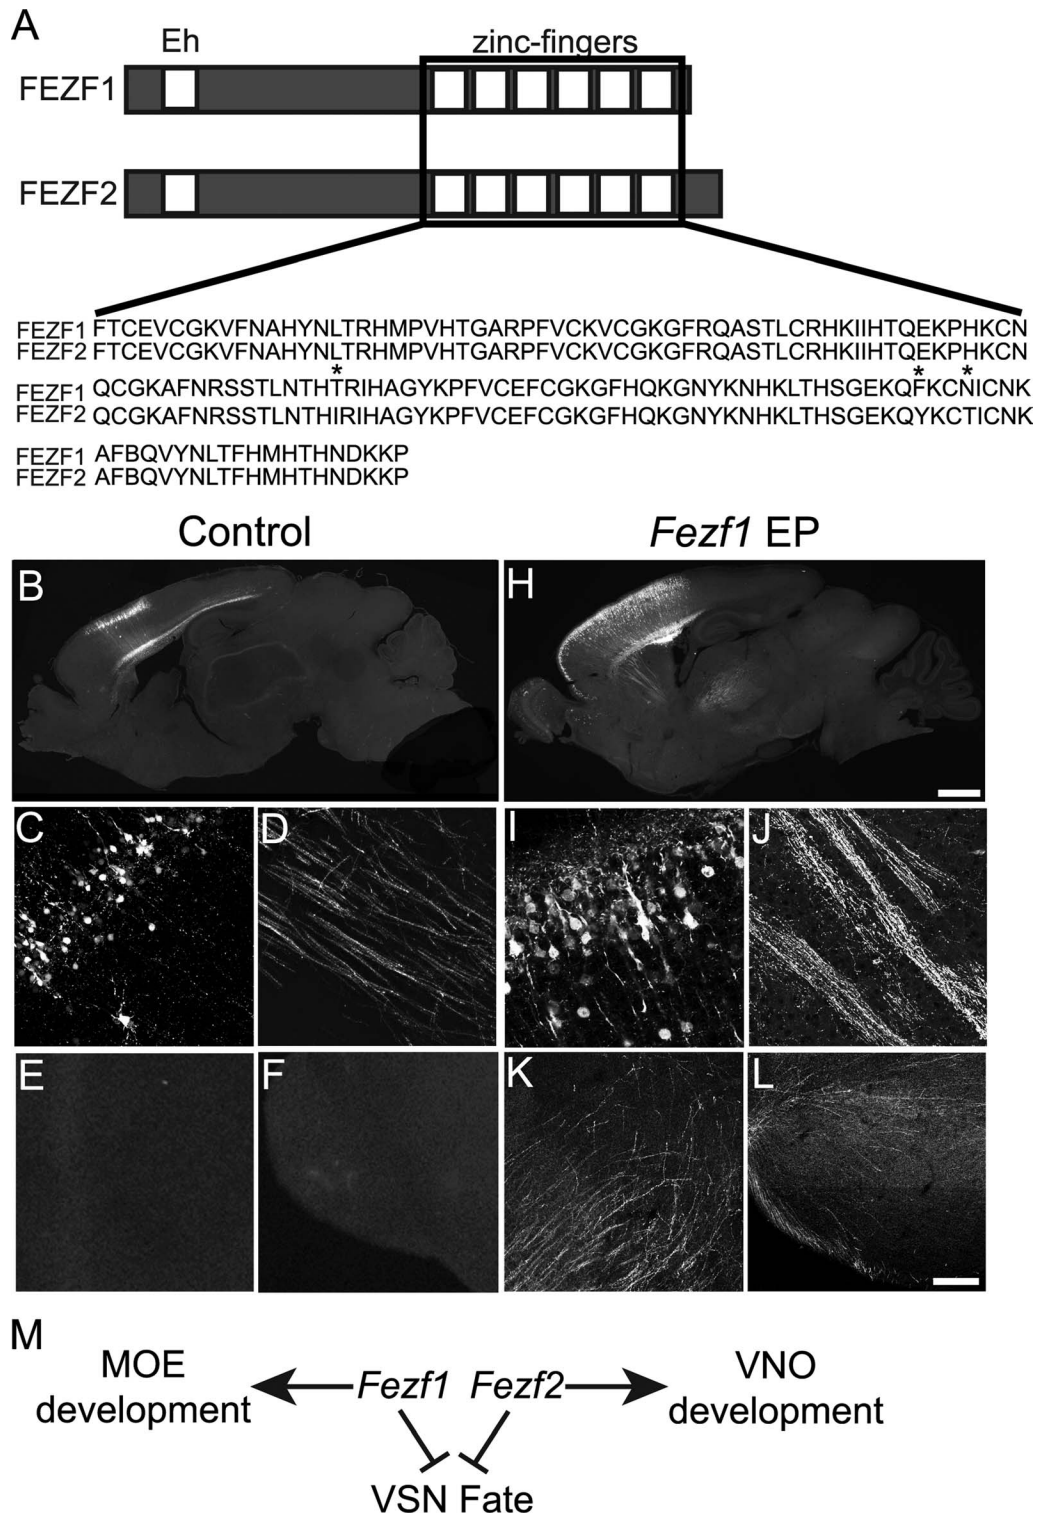 A
Eh zinc-fingers
FEZF1
FEZF2
FEZF1 FTCEVCGKVFNAHYNLTRHMPVHTGARPFVCKVCGKGFRQASTLCRHKIIHTQEKPHKCN
FEZF2 FTCEVCGKVFNAHYNLTRHMPVHTGARPFVCKVCGKGFRQASTLCRHKIIHTQEKPHKCN
* * *
FEZF1 QCGKAFNRSSTLNTHTRIHAGYKPFVCEFCGKGFHQKGNYKNHKLTHSGEKQFKCNICNK
FEZF2 QCGKAFNRSSTLNTHIRIHAGYKPFVCEFCGKGFHQKGNYKNHKLTHSGEKQYKCTICNK
FEZF1 AFBQVYNLTFHMHTHNDKKP
FEZF2 AFBQVYNLTFHMHTHNDKKP
Control Fezf1 EP
B H
C D I J
E F K L
M
MOE development
Fezf1 Fezf2
VNO development
VSN Fate